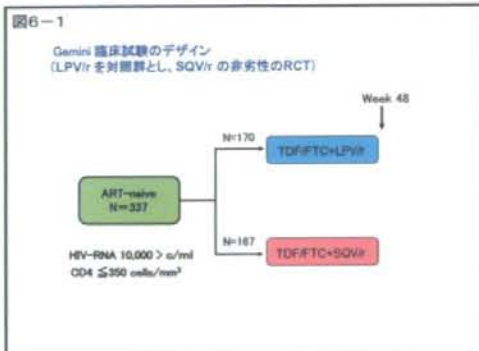 図6-1
Gemini 臨床試験のデザイン
(LPV/r を対照群とし、SQV/r の非劣性のRCT)
Week 48
N=170
TDF/FTC+LPV/r
ART-naive
N=337
N=167
TDF/FTC+SQV/r
HIV-RNA 10,000 > c/ml
CD4 ≦350 cells/mm³